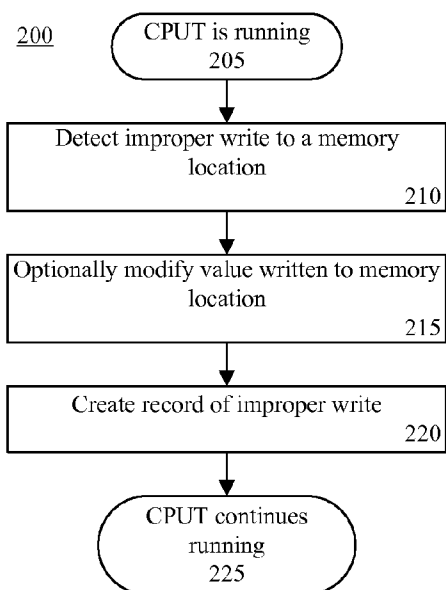 200
CPUT is running
205
Detect improper write to a memory
location
210
Optionally modify value written to memory
location
215
Create record of improper write
220
CPUT continues
running
225